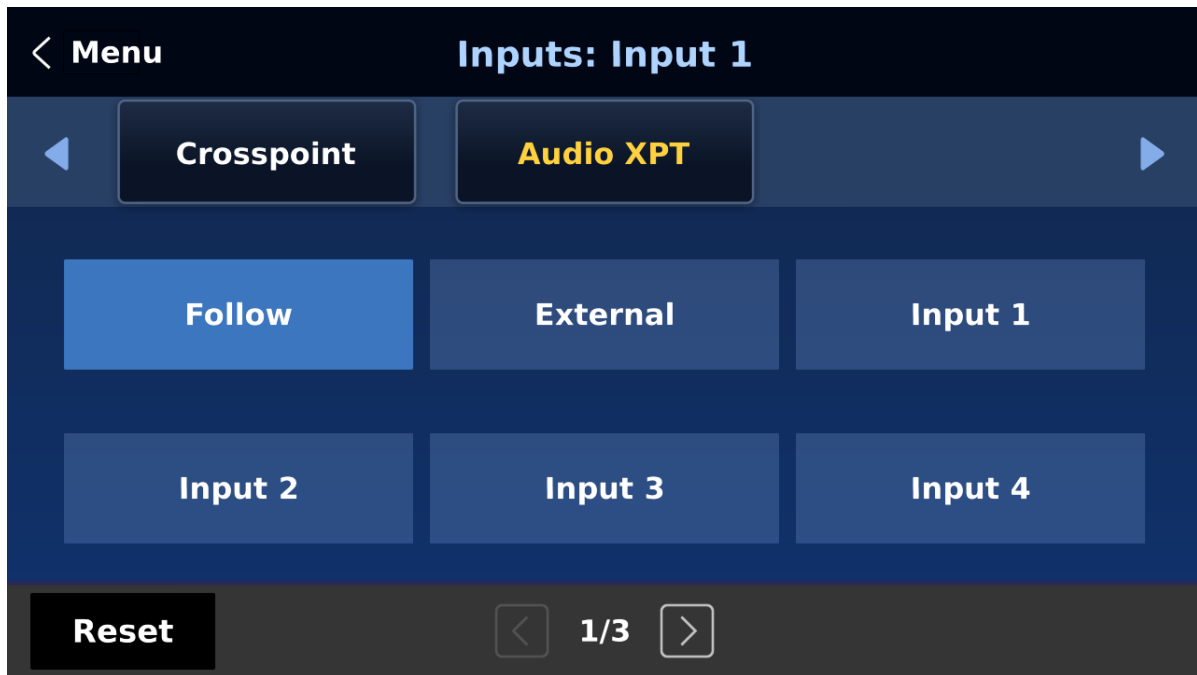 Menu
Inputs: Input 1
Crosspoint
Audio XPT
Follow
External
Input 1
Input 2
Input 3
Input 4
Reset
1/3